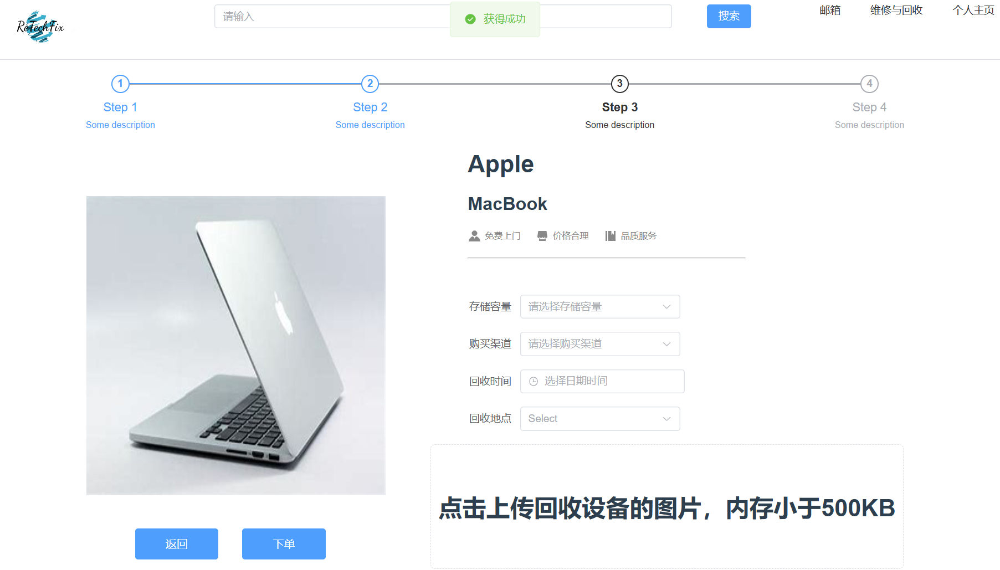 ReTechFix
请输入
获得成功
搜索
邮箱
维修与回收
个人主页
1
2
3
4
Step 1
Step 2
Step 3
Step 4
Some description
Some description
Some description
Some description
Apple
MacBook
免费上门
价格合理
品质服务
存储容量
请选择存储容量
购买渠道
请选择购买渠道
回收时间
选择日期时间
回收地点
Select
点击上传回收设备的图片，内存小于500KB
返回
下单